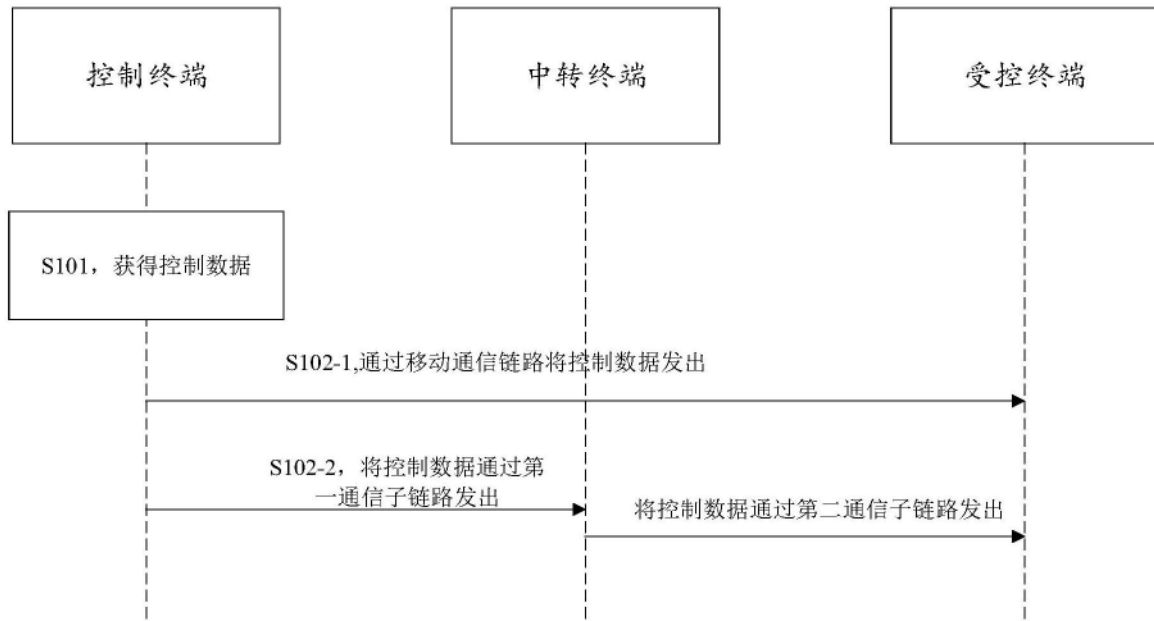 控制终端
中转终端
受控终端
S101，获得控制数据
S102-1,通过移动通信链路将控制数据发出
S102-2，将控制数据通过第
一通信子链路发出
将控制数据通过第二通信子链路发出